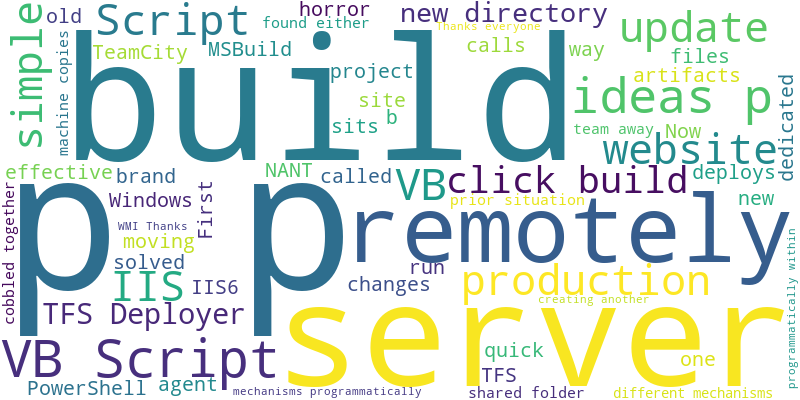 old
Script
horror
found either
new directory
Thanks everyone
update
simple
machine copies
TeamCity
MSBuild
build
calls
way
files
project
artifacts
site
b
sits
ideas p
team away
Now
dedicated
website
effective
brand
NANT
called
VB
click build
deploys
cobbled together
p p
Windows
First
prior situation
new
WMI Thanks
remotely
moving
solved
run
IIS
IIS6
changes
production
programmatically within
TFS Deployer
server
creating another
VB Script
quick
one
PowerShell
agent
TFS
mechanisms programmatically
shared folder
different mechanisms